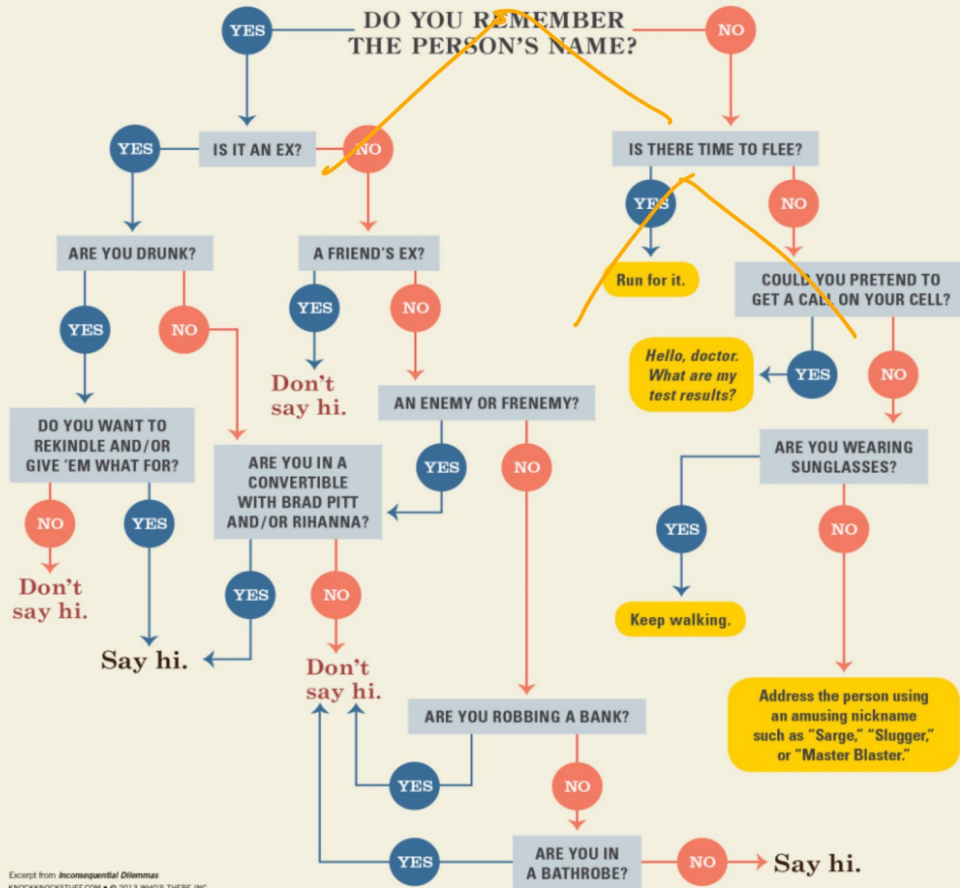 DO YOU REMEMBER
THE PERSON'S NAME?
YES
NO
YES
IS IT AN EX?
NO
IS THERE TIME TO FLEE?
YES
NO
ARE YOU DRUNK?
A FRIEND'S EX?
Run for it.
COULD YOU PRETEND TO
GET A CALL ON YOUR CELL?
YES
NO
YES
NO
Hello, doctor.
What are my
test results?
YES
NO
Don't
say hi.
AN ENEMY OR FRENEMY?
DO YOU WANT TO
REKINDLE AND/OR
GIVE 'EM WHAT FOR?
ARE YOU IN A
CONVERTIBLE
WITH BRAD PITT
AND/OR RIHANNA?
YES
NO
ARE YOU WEARING
SUNGLASSES?
NO
YES
YES
NO
Don't
say hi.
YES
NO
Keep walking.
Say hi.
Don't
say hi.
ARE YOU ROBBING A BANK?
Address the person using
an amusing nickname
such as "Sarge," "Slugger,"
or "Master Blaster."
YES
NO
YES
ARE YOU IN
A BATHROBE?
NO
Say hi.
Excerpt from Inconsequential Dilemmas
KNOCKKNOCKSTUFF.COM • © 2013 WHO'S THERE INC.